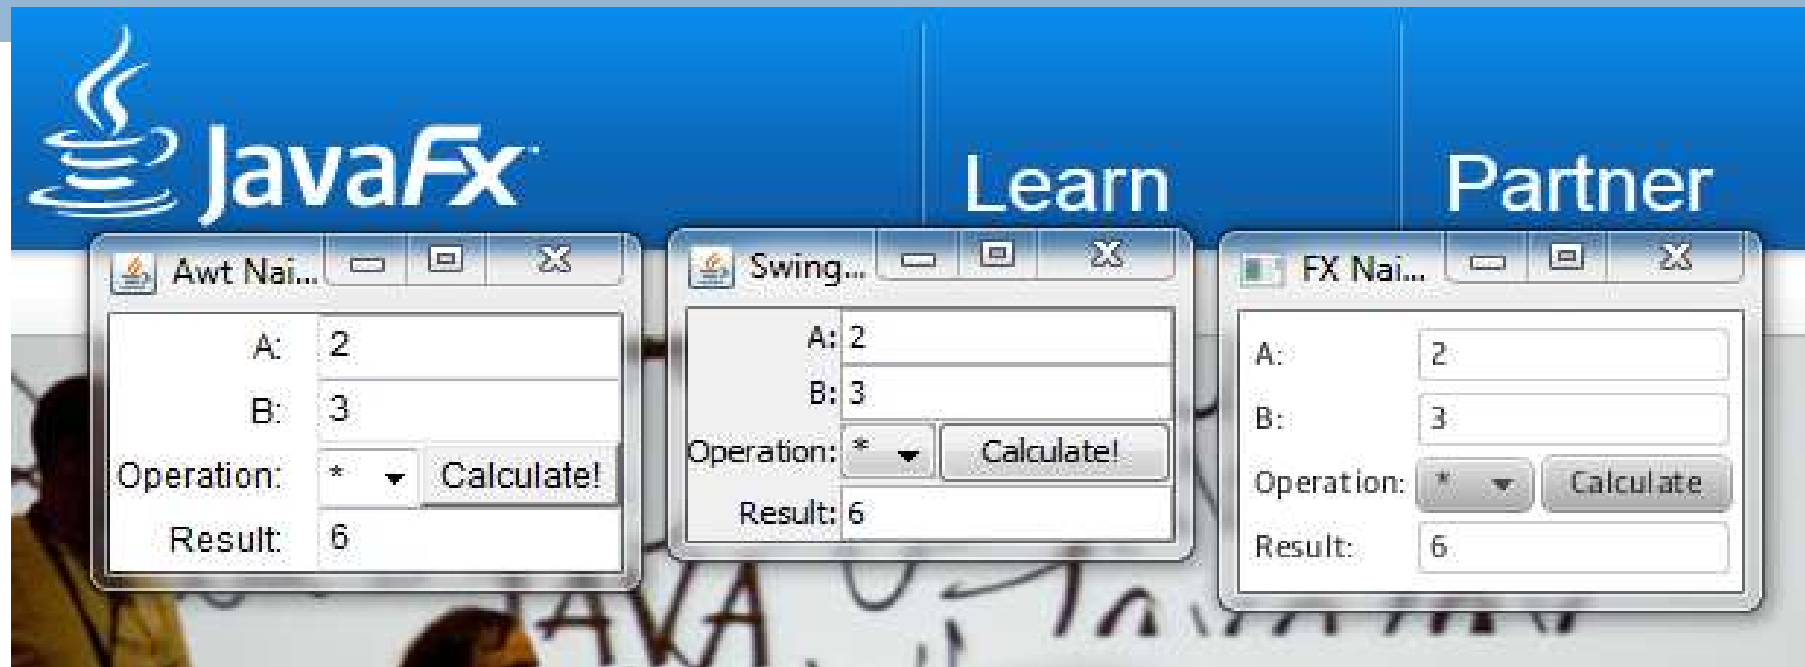 JavaFx
Learn
Partner
Awt Nai...
A: 2
B: 3
Operation: * Calculate!
Result: 6
Swing...
A: 2
B: 3
Operation: * Calculate!
Result: 6
FX Nai...
A: 2
B: 3
Operation: * Calculate
Result: 6
JAVA